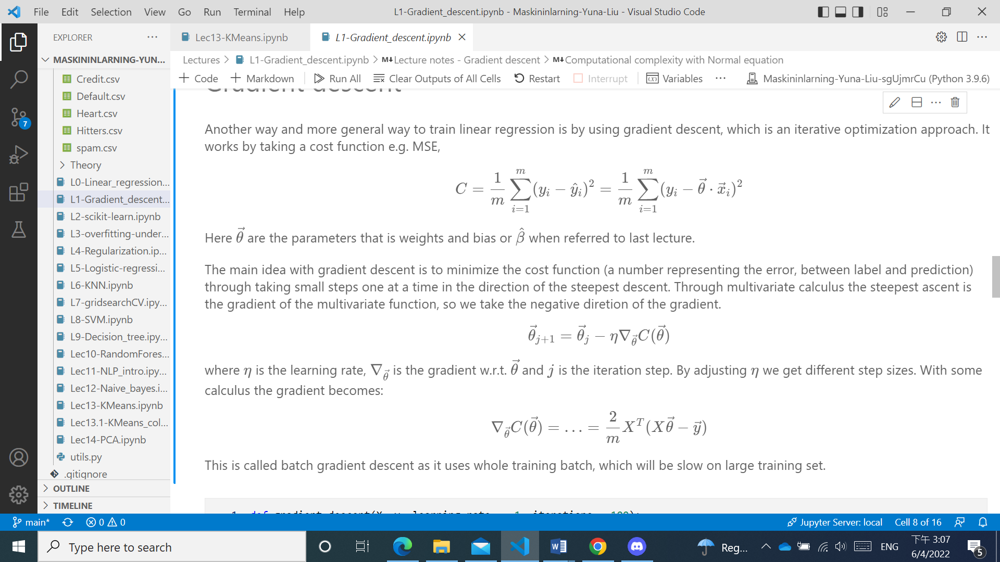 File Edit Selection View Go Run Terminal Help
L1-Gradient_descent.ipynb - Maskininlarning-Yuna-Liu - Visual Studio Code
EXPLORER
Lec13-KMeans.ipynb
L1-Gradient_descent.ipynb
MASKININLARNING-YUN...
Lectures > L1-Gradient_descent.ipynb > M↓Lecture notes - Gradient descent > M↓Computational complexity with Normal equation
+ Code + Markdown Run All Clear Outputs of All Cells Restart Interrupt Variables ... Maskininlarning-Yuna-Liu-sgUjmrCu (Python 3.9.6)
Credit.csv
Default.csv
Heart.csv
Hitters.csv
spam.csv
Theory
L0-Linear_regression...
L1-Gradient_descent...
L2-scikit-learn.ipynb
L3-overfitting-under...
L4-Regularization.ip...
L5-Logistic-regressi...
L6-KNN.ipynb
L7-gridsearchCV.ipy...
L8-SVM.ipynb
L9-Decision_tree.ipy...
Lec10-RandomFores...
Lec11-NLP_intro.ipy...
Lec12-Naive_bayes.i...
Lec13-KMeans.ipynb
Lec13.1-KMeans_col...
Lec14-PCA.ipynb
utils.py
.gitignore
OUTLINE
TIMELINE
Gradient descent
Another way and more general way to train linear regression is by using gradient descent, which is an iterative optimization approach. It
works by taking a cost function e.g. MSE,
C = \frac{1}{m} \sum_{i=1}^{m} (y_i - \hat{y}_i)^2 = \frac{1}{m} \sum_{i=1}^{m} (y_i - \vec{\theta} \cdot \vec{x}_i)^2
Here \vec{\theta} are the parameters that is weights and bias or \hat{\beta} when referred to last lecture.
The main idea with gradient descent is to minimize the cost function (a number representing the error, between label and prediction)
through taking small steps one at a time in the direction of the steepest descent. Through multivariate calculus the steepest ascent is
the gradient of the multivariate function, so we take the negative diretion of the gradient.
\vec{\theta}_{j+1} = \vec{\theta}_j - \eta \nabla_{\vec{\theta}} C(\vec{\theta})
where η is the learning rate, \nabla_{\vec{\theta}} is the gradient w.r.t. \vec{\theta} and j is the iteration step. By adjusting η we get different step sizes. With some
calculus the gradient becomes:
\nabla_{\vec{\theta}} C(\vec{\theta}) = \ldots = \frac{2}{m} X^T (X\vec{\theta} - \vec{y})
This is called batch gradient descent as it uses whole training batch, which will be slow on large training set.
7
main* 0 0
Jupyter Server: local Cell 8 of 16
Type here to search
Reg... ENG
下午 3:07
6/4/2022
5